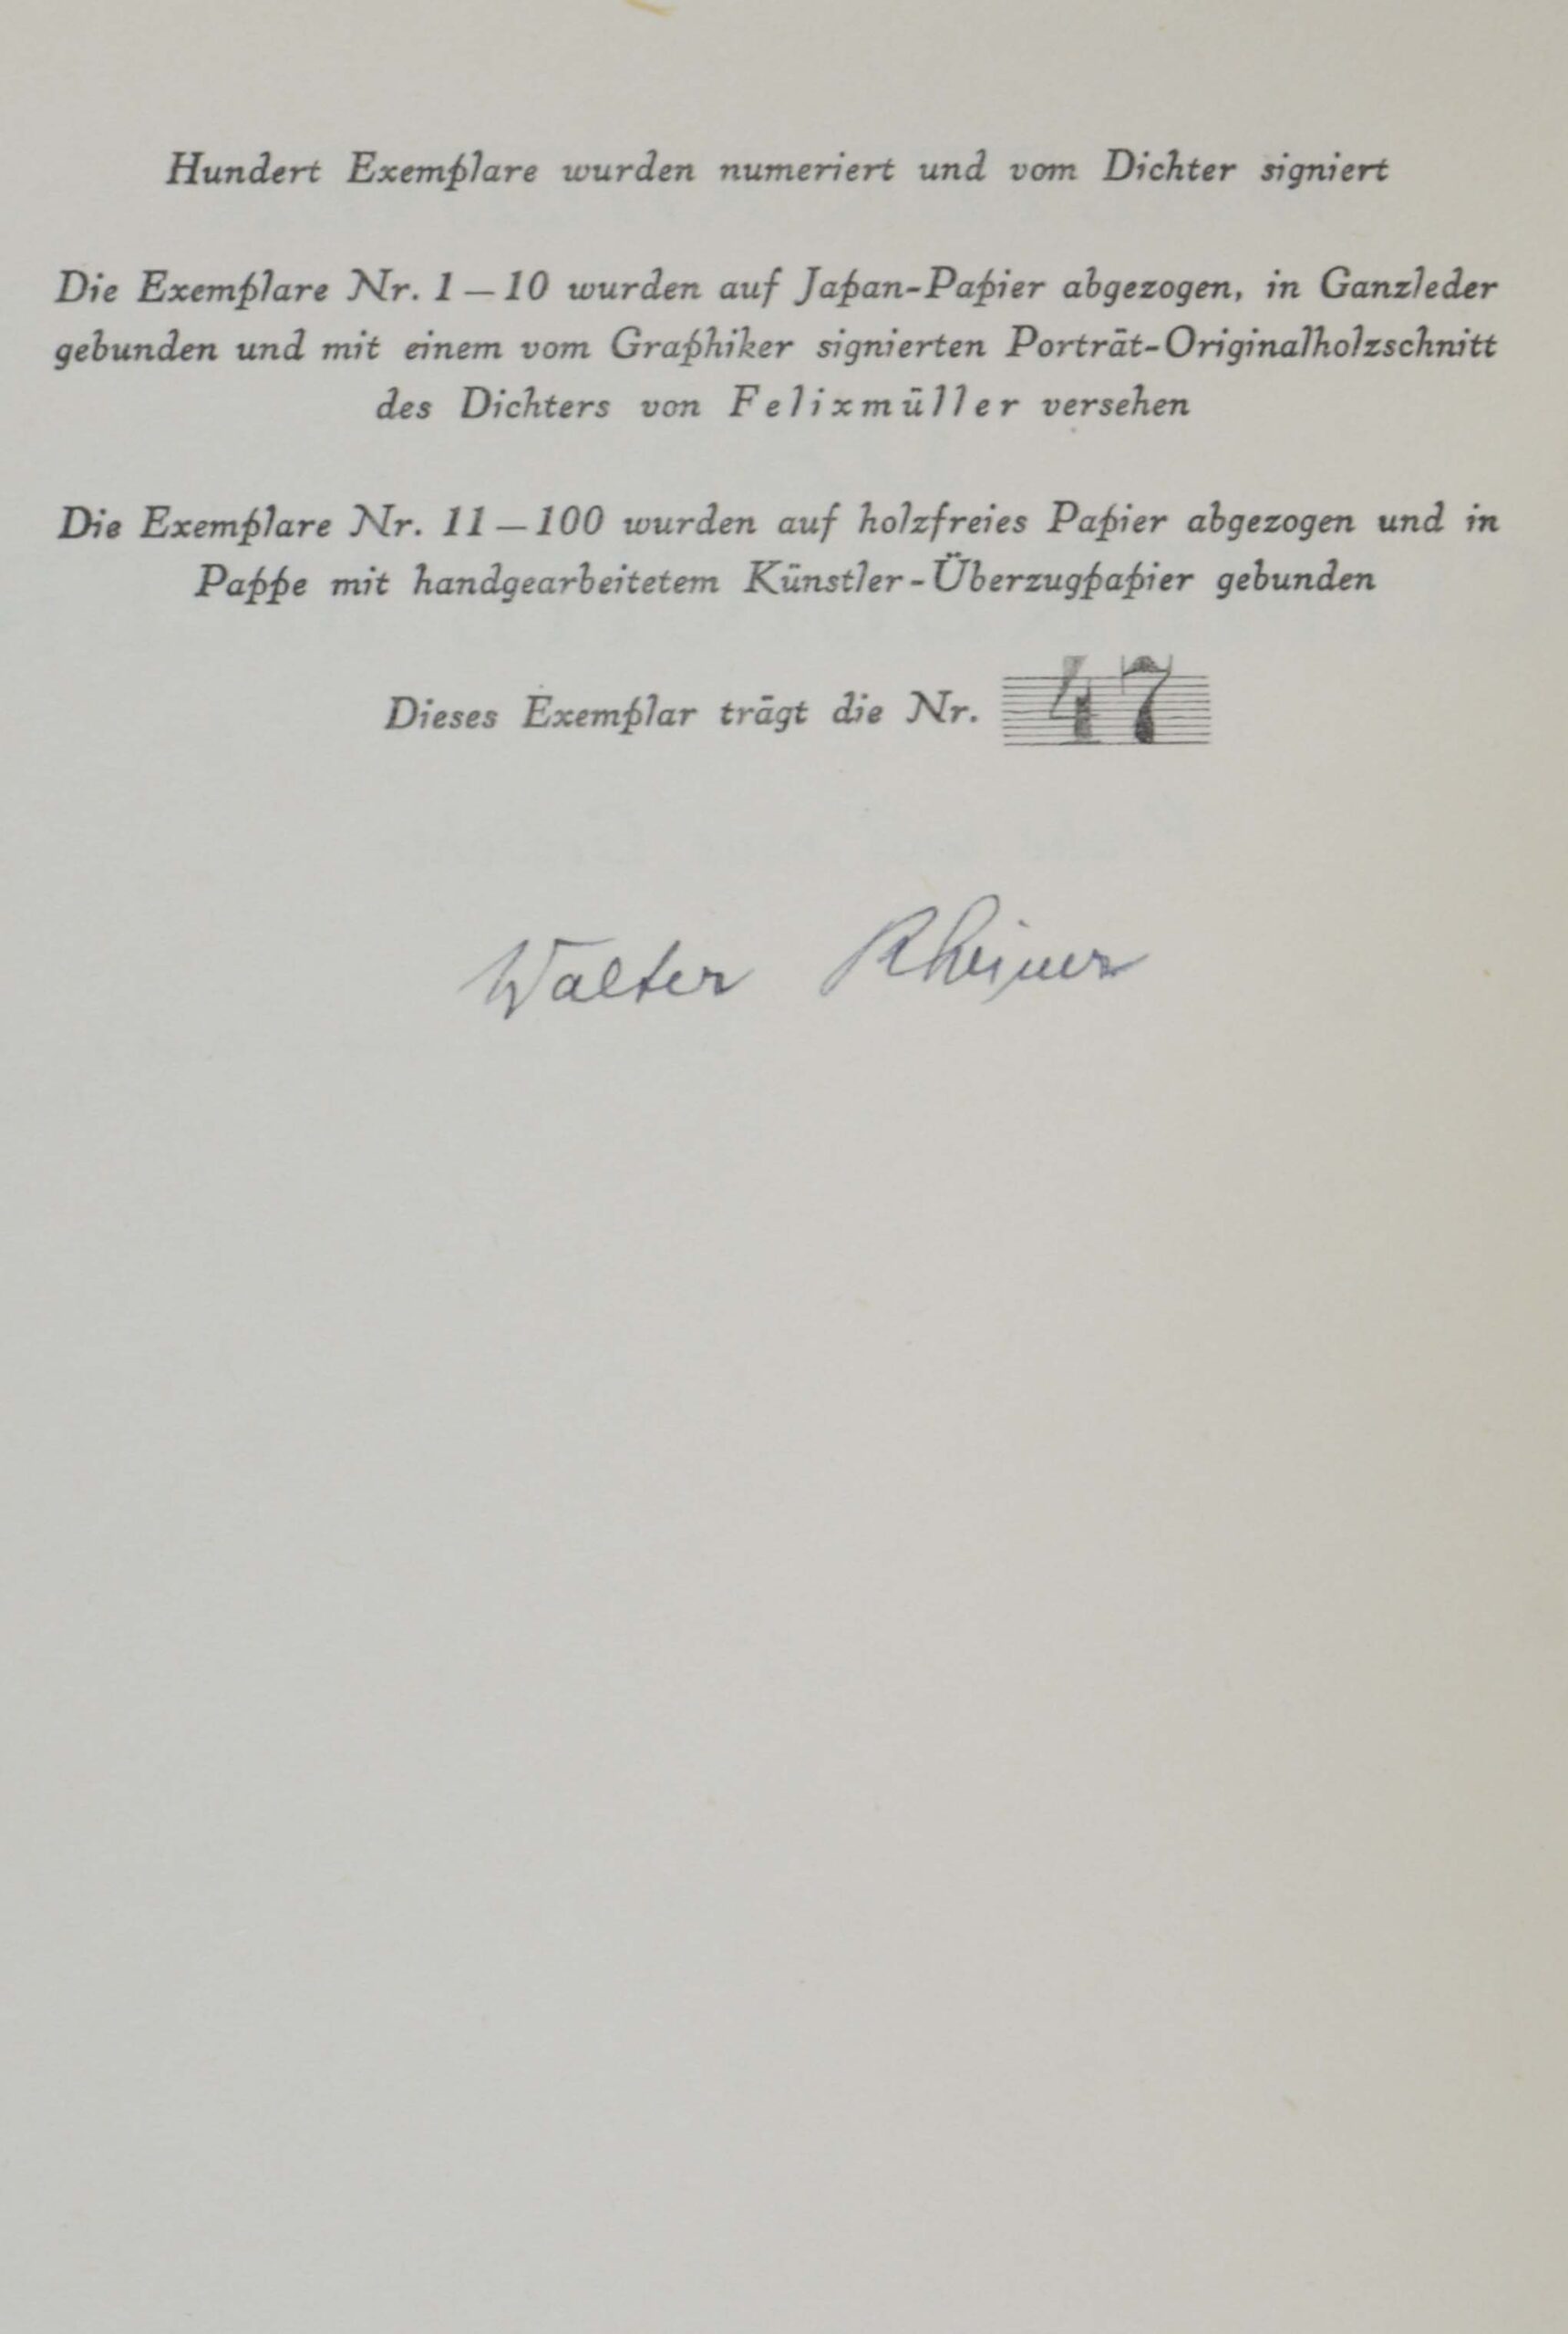 Hundert Exemplare wurden numeriert und vom Dichter signiert
Die Exemplare Nr. 1 – 10 wurden auf Japan-Papier abgezogen, in Ganzleder
gebunden und mit einem vom Graphiker signierten Porträt-Originalholzschnitt
des Dichters von Felixmüller versehen
Die Exemplare Nr. 11 – 100 wurden auf holzfreies Papier abgezogen und in
Pappe mit handgearbeitetem Künstler-Überzugpapier gebunden
Dieses Exemplar trägt die Nr. 47
Walter Rheiner